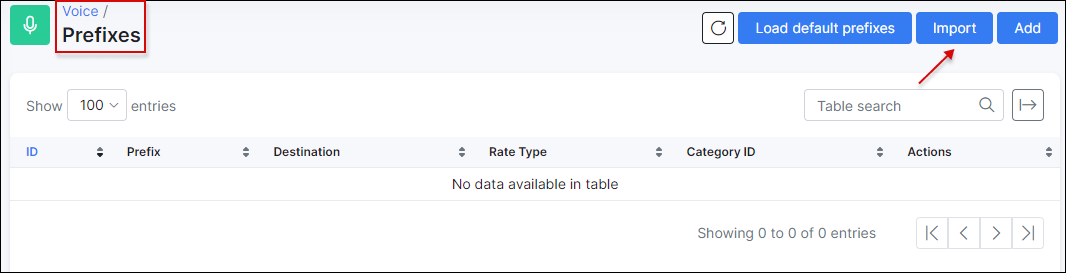 Voice /
Prefixes
Load default prefixes Import Add
Show 100 entries Table search
ID Prefix Destination Rate Type Category ID Actions
No data available in table
Showing 0 to 0 of 0 entries